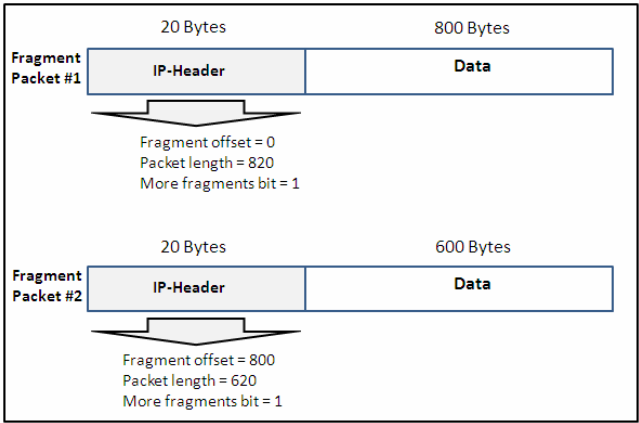 20 Bytes 800 Bytes
Fragment
Packet #1
IP-Header Data
Fragment offset = 0
Packet length = 820
More fragments bit = 1
20 Bytes 600 Bytes
Fragment
Packet #2
IP-Header Data
Fragment offset = 800
Packet length = 620
More fragments bit = 1